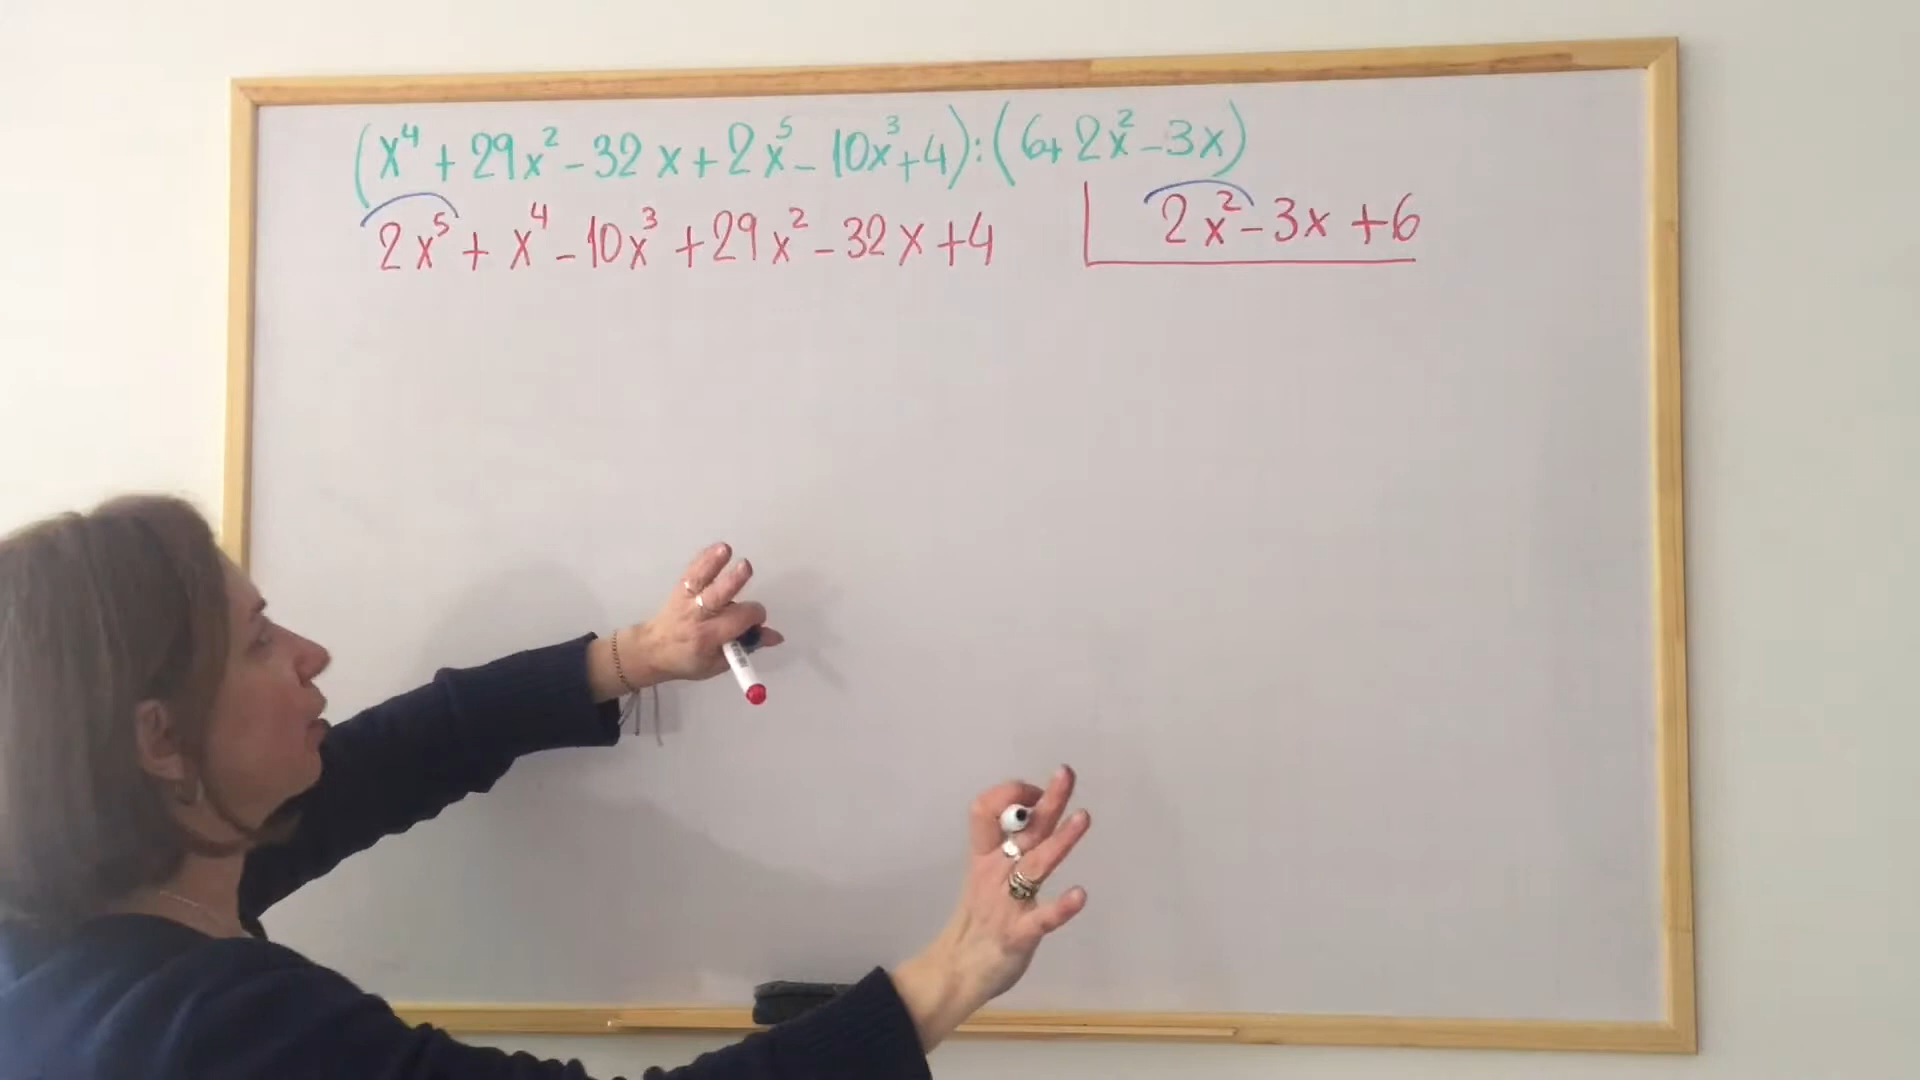 (x⁴ + 29x² - 32x + 2x⁵ - 10x³ + 4) : (6 + 2x² - 3x)
2x⁵ + x⁴ - 10x³ + 29x² - 32x + 4 | 2x² - 3x + 6